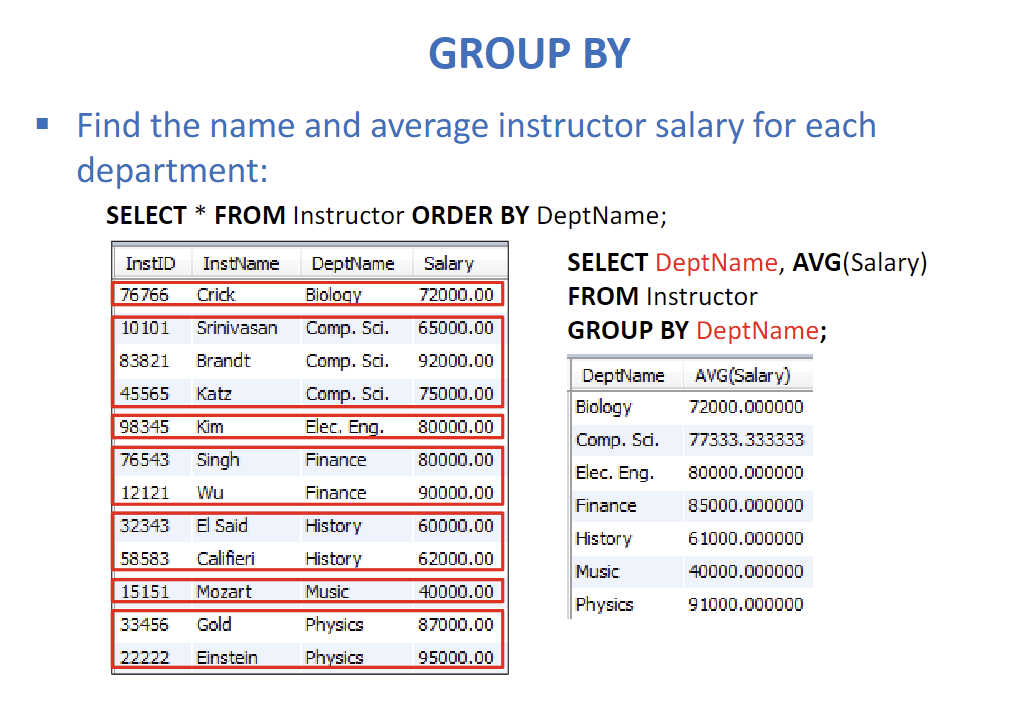 GROUP BY
▪ Find the name and average instructor salary for each
department:
SELECT * FROM Instructor ORDER BY DeptName;
InstID InstName DeptName Salary
76766 Crick Biology 72000.00
10101 Srinivasan Comp. Sci. 65000.00
83821 Brandt Comp. Sci. 92000.00
45565 Katz Comp. Sci. 75000.00
98345 Kim Elec. Eng. 80000.00
76543 Singh Finance 80000.00
12121 Wu Finance 90000.00
32343 El Said History 60000.00
58583 Califieri History 62000.00
15151 Mozart Music 40000.00
33456 Gold Physics 87000.00
22222 Einstein Physics 95000.00
SELECT DeptName, AVG(Salary)
FROM Instructor
GROUP BY DeptName;
DeptName AVG(Salary)
Biology 72000.000000
Comp. Sci. 77333.333333
Elec. Eng. 80000.000000
Finance 85000.000000
History 61000.000000
Music 40000.000000
Physics 91000.000000